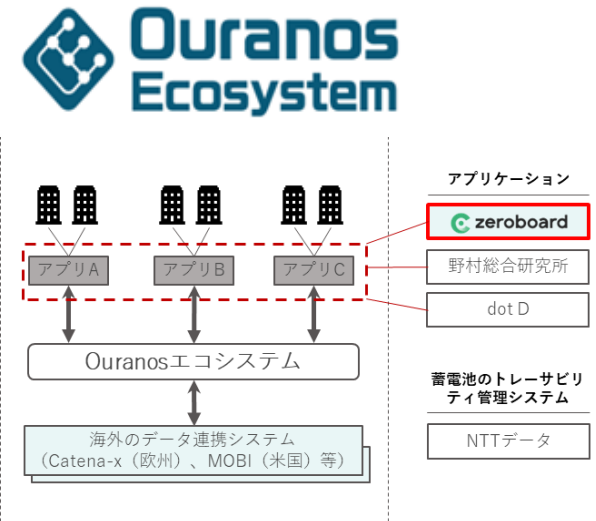 Ouranos
Ecosystem
アプリA
アプリB
アプリC
Ouranosエコシステム
海外のデータ連携システム
（Catena-x（欧州）、MOBI（米国）等）
アプリケーション
zeroboard
野村総合研究所
dot D
蓄電池のトレーサビリ
ティ管理システム
NTTデータ